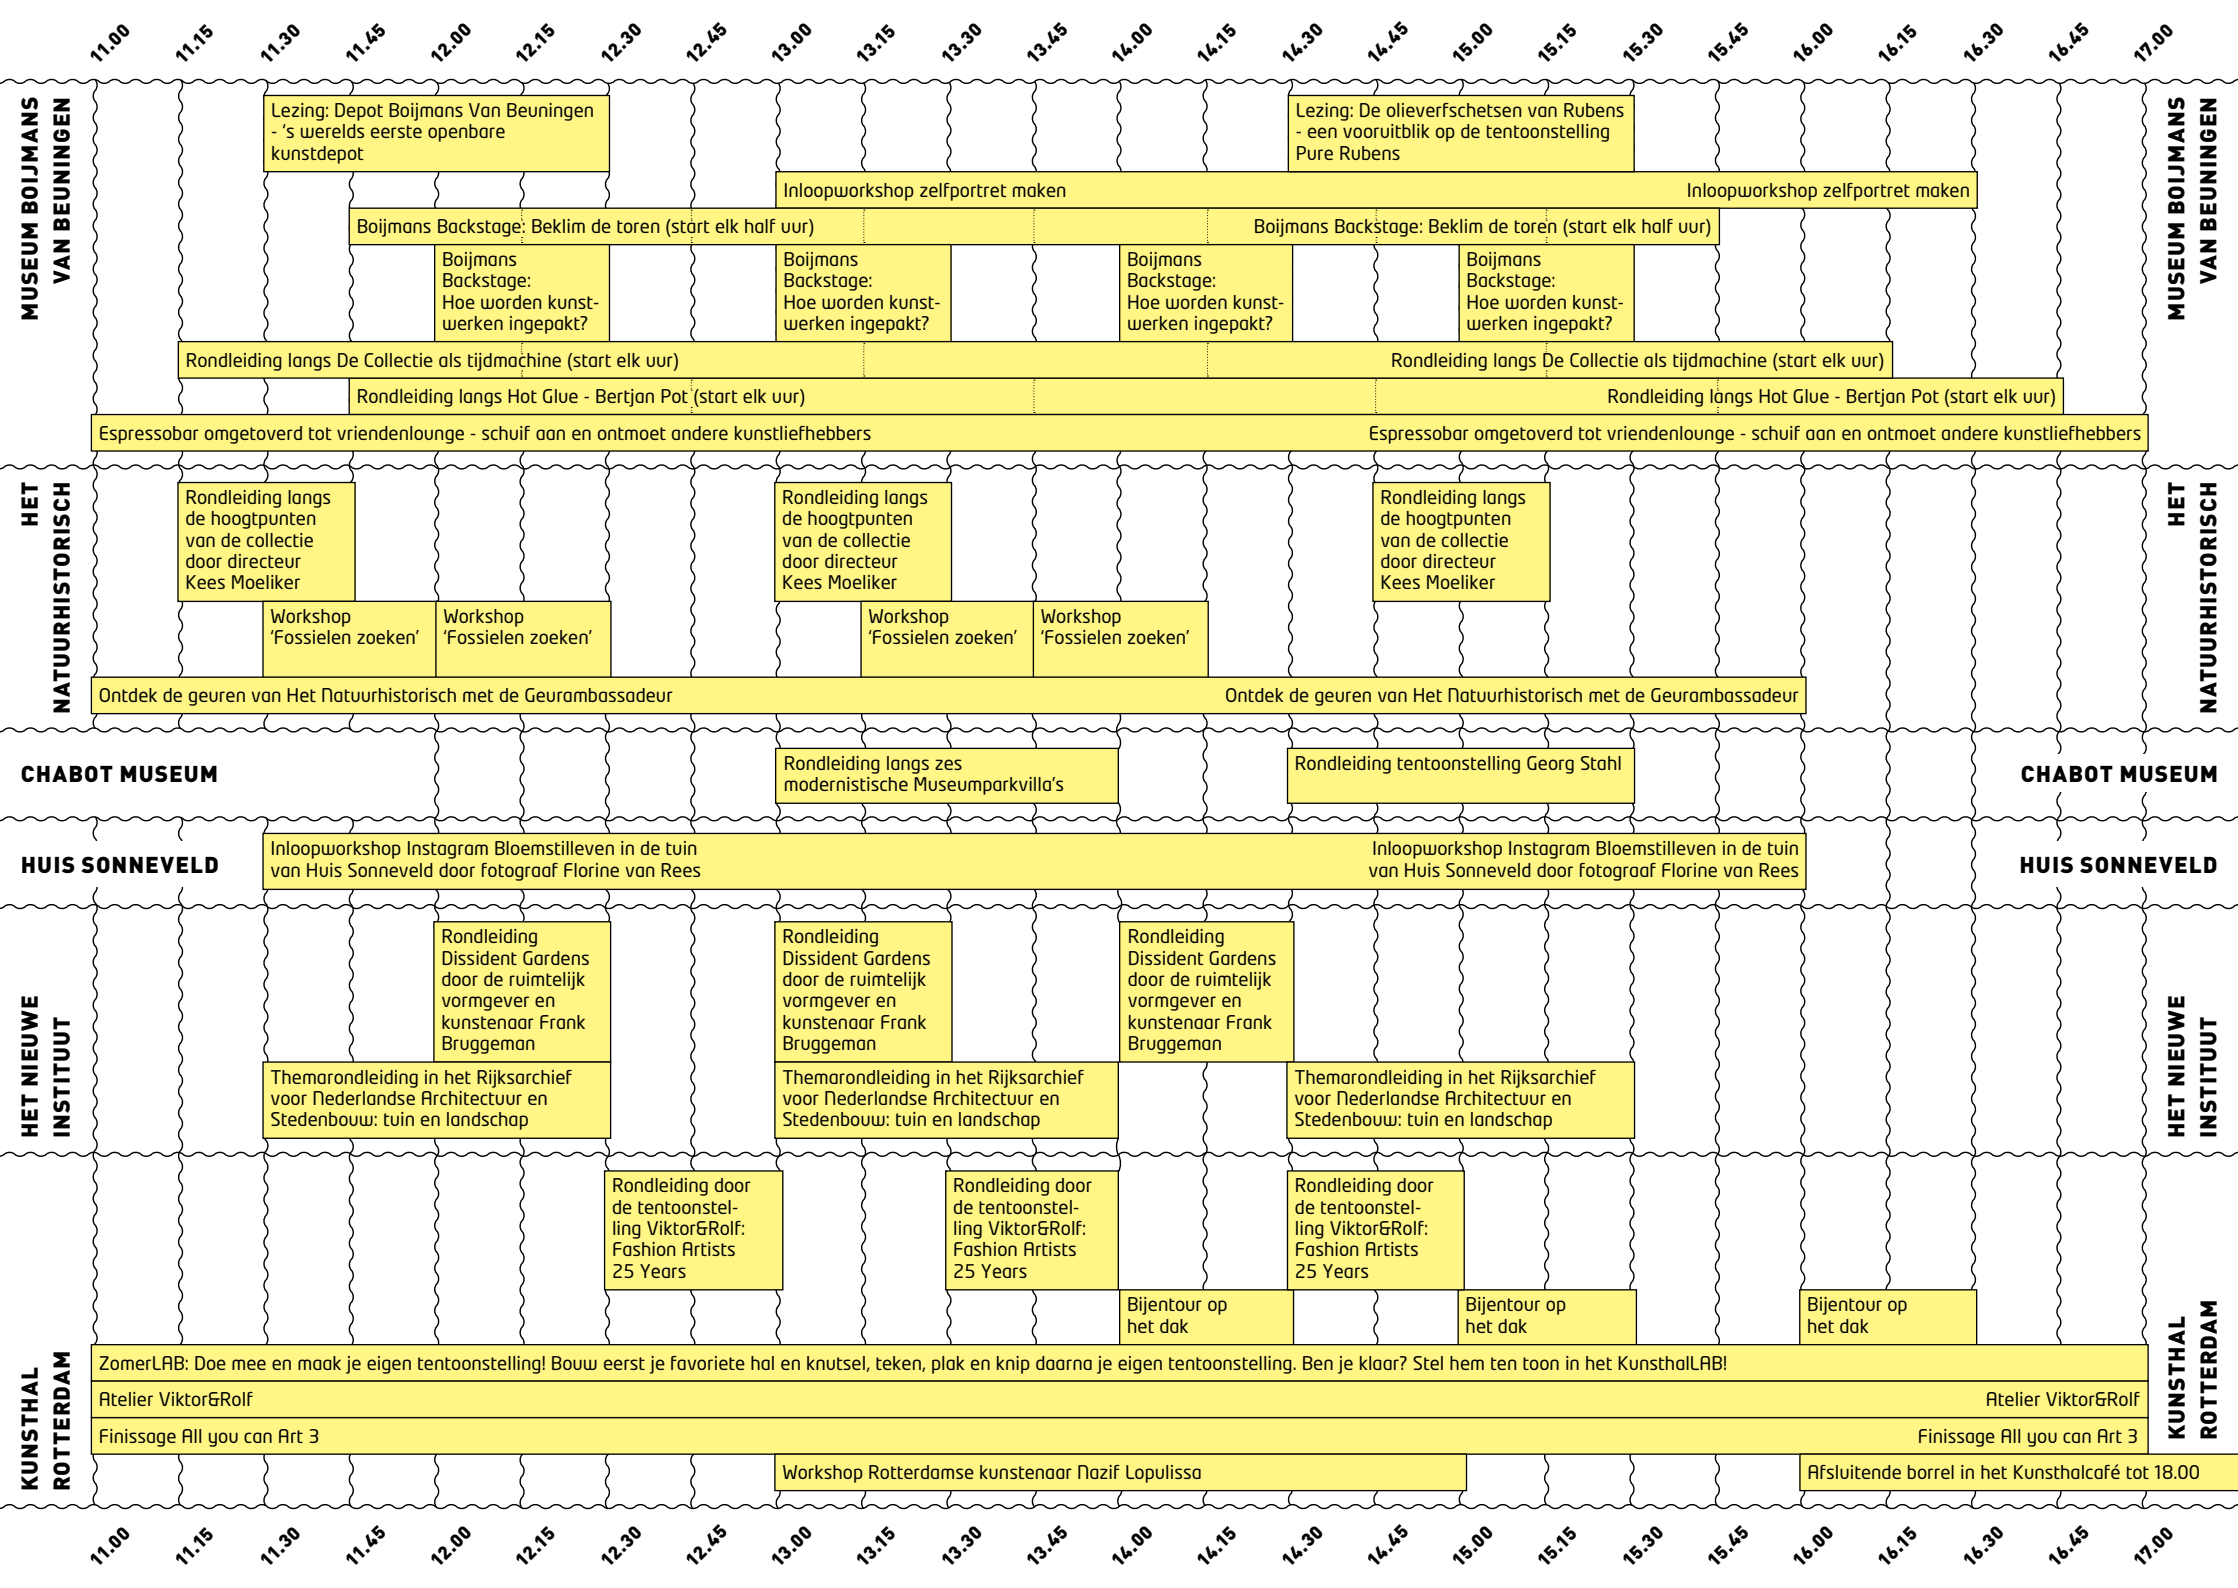 11.00 11.15 11.30 11.45 12.00 12.15 12.30 12.45 13.00 13.15 13.30 13.45 14.00 14.15 14.30 14.45 15.00 15.15 15.30 15.45 16.00 16.15 16.30 16.45 17.00
MUSEUM BOIJMANS
VAN BEUNINGEN
Lezing: Depot Boijmans Van Beuningen
- ‘s werelds eerste openbare
kunstdepot
Lezing: De olieverfschetsen van Rubens
- een vooruitblik op de tentoonstelling
Pure Rubens
MUSEUM BOIJMANS
VAN BEUNINGEN
Inloopworkshop zelfportret maken
Inloopworkshop zelfportret maken
Boijmans Backstage: Beklim de toren (start elk half uur)
Boijmans Backstage: Beklim de toren (start elk half uur)
Boijmans
Backstage:
Hoe worden kunst-
werken ingepakt?
Boijmans
Backstage:
Hoe worden kunst-
werken ingepakt?
Boijmans
Backstage:
Hoe worden kunst-
werken ingepakt?
Boijmans
Backstage:
Hoe worden kunst-
werken ingepakt?
Rondleiding langs De Collectie als tijdmachine (start elk uur)
Rondleiding langs De Collectie als tijdmachine (start elk uur)
Rondleiding langs Hot Glue - Bertjan Pot (start elk uur)
Rondleiding langs Hot Glue - Bertjan Pot (start elk uur)
Espressobar omgetoverd tot vriendenlounge - schuif aan en ontmoet andere kunstliefhebbers
Espressobar omgetoverd tot vriendenlounge - schuif aan en ontmoet andere kunstliefhebbers
HET
NATUURHISTORISCH
Rondleiding langs
de hoogtpunten
van de collectie
door directeur
Kees Moeliker
Rondleiding langs
de hoogtpunten
van de collectie
door directeur
Kees Moeliker
Rondleiding langs
de hoogtpunten
van de collectie
door directeur
Kees Moeliker
HET
NATUURHISTORISCH
Workshop
‘Fossielen zoeken’
Workshop
‘Fossielen zoeken’
Workshop
‘Fossielen zoeken’
Workshop
‘Fossielen zoeken’
Ontdek de geuren van Het Natuurhistorisch met de Geurambassadeur
Ontdek de geuren van Het Natuurhistorisch met de Geurambassadeur
CHABOT MUSEUM
Rondleiding langs zes
modernistische Museumparkvilla’s
Rondleiding tentoonstelling Georg Stahl
CHABOT MUSEUM
HUIS SONNEVELD
Inloopworkshop Instagram Bloemstilleven in de tuin
van Huis Sonneveld door fotograaf Florine van Rees
Inloopworkshop Instagram Bloemstilleven in de tuin
van Huis Sonneveld door fotograaf Florine van Rees
HUIS SONNEVELD
HET NIEUWE
INSTITUUT
Rondleiding
Dissident Gardens
door de ruimtelijk
vormgever en
kunstenaar Frank
Bruggeman
Rondleiding
Dissident Gardens
door de ruimtelijk
vormgever en
kunstenaar Frank
Bruggeman
Rondleiding
Dissident Gardens
door de ruimtelijk
vormgever en
kunstenaar Frank
Bruggeman
HET NIEUWE
INSTITUUT
Themarondleiding in het Rijksarchief
voor Nederlandse Architectuur en
Stedenbouw: tuin en landschap
Themarondleiding in het Rijksarchief
voor Nederlandse Architectuur en
Stedenbouw: tuin en landschap
Themarondleiding in het Rijksarchief
voor Nederlandse Architectuur en
Stedenbouw: tuin en landschap
KUNSTHAL
ROTTERDAM
Rondleiding door
de tentoonstel-
ling Viktor&Rolf:
Fashion Artists
25 Years
Rondleiding door
de tentoonstel-
ling Viktor&Rolf:
Fashion Artists
25 Years
Rondleiding door
de tentoonstel-
ling Viktor&Rolf:
Fashion Artists
25 Years
KUNSTHAL
ROTTERDAM
Bijentour op
het dak
Bijentour op
het dak
Bijentour op
het dak
ZomerLAB: Doe mee en maak je eigen tentoonstelling! Bouw eerst je favoriete hal en knutsel, teken, plak en knip daarna je eigen tentoonstelling. Ben je klaar? Stel hem ten toon in het KunsthalLAB!
Atelier Viktor&Rolf
Atelier Viktor&Rolf
Finissage All you can Art 3
Finissage All you can Art 3
Workshop Rotterdamse kunstenaar Nazif Lopulissa
Afsluitende borrel in het Kunsthalcafé tot 18.00
11.00 11.15 11.30 11.45 12.00 12.15 12.30 12.45 13.00 13.15 13.30 13.45 14.00 14.15 14.30 14.45 15.00 15.15 15.30 15.45 16.00 16.15 16.30 16.45 17.00